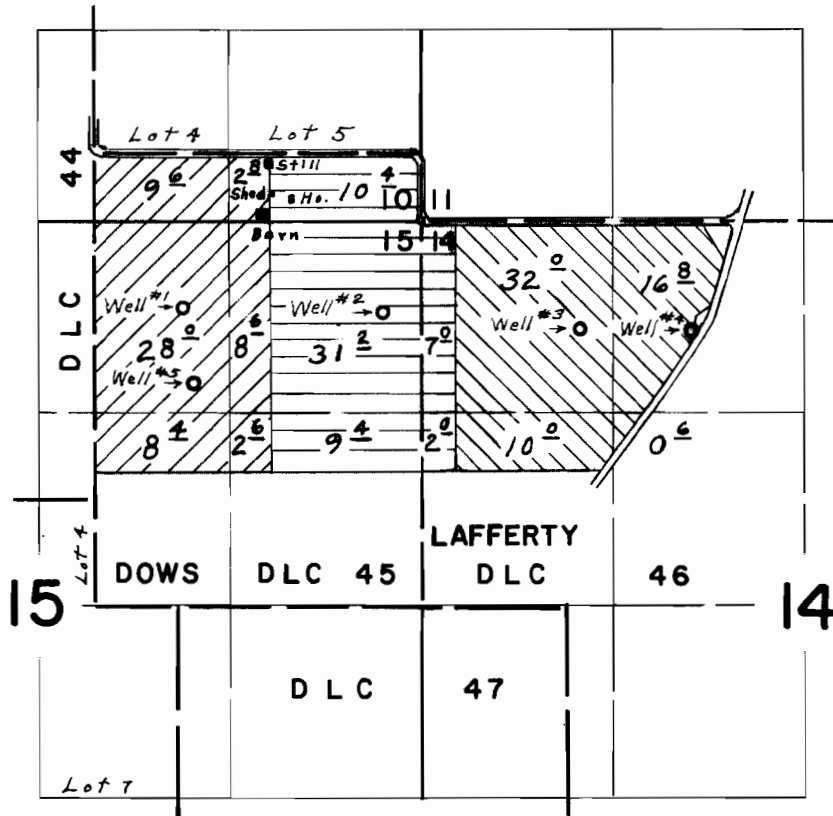 Lot 4 Lot 5
44
9 6
2 8
Still
Shed
Ho.
10 4
10 11
Barn
15 14
32 0
16 8
Well #1
Well #2
Well #3
Well #4
DLC
28 0
8 6
31 2
7 0
Well #5
8 4
2 6
9 4
2 0
10 0
0 6
LAFFERTY
Lot 4
DOWS DLC 45 DLC 46
15 14
DLC 47
Lot 7